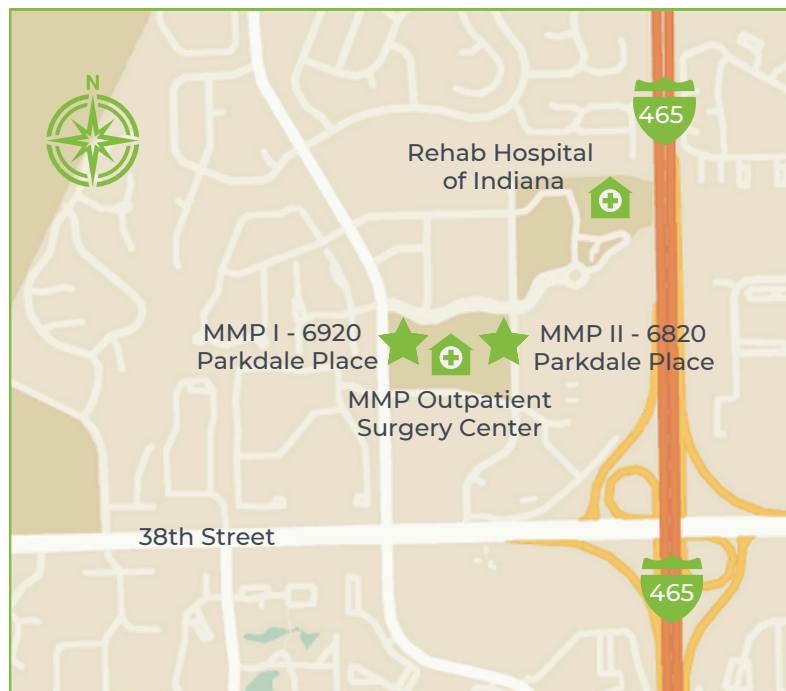 N
465
Rehab Hospital
of Indiana
MMP I - 6920
Parkdale Place
MMP II - 6820
Parkdale Place
MMP Outpatient
Surgery Center
38th Street
465